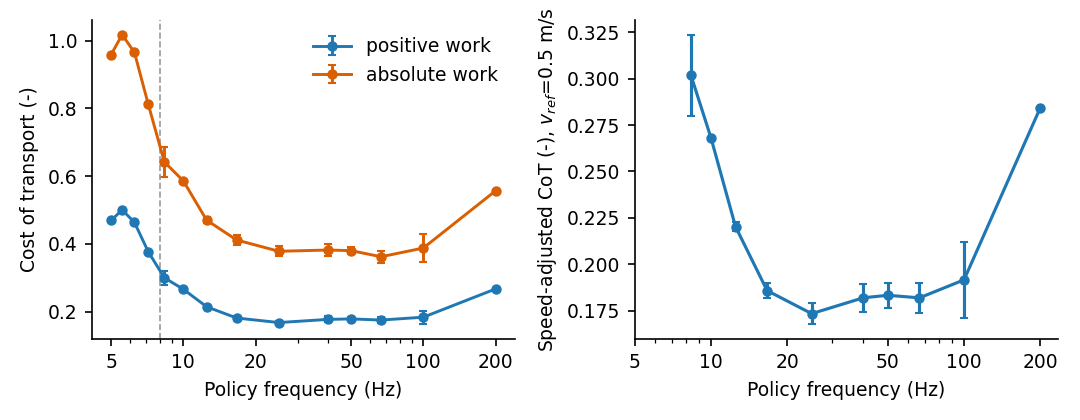 Cost of transport (-)
1.0
0.8
0.6
0.4
0.2
positive work
absolute work
5 10 20 50 100 200
Policy frequency (Hz)
Speed-adjusted CoT (-), v_ref=0.5 m/s
0.325
0.300
0.275
0.250
0.225
0.200
0.175
5 10 20 50 100 200
Policy frequency (Hz)